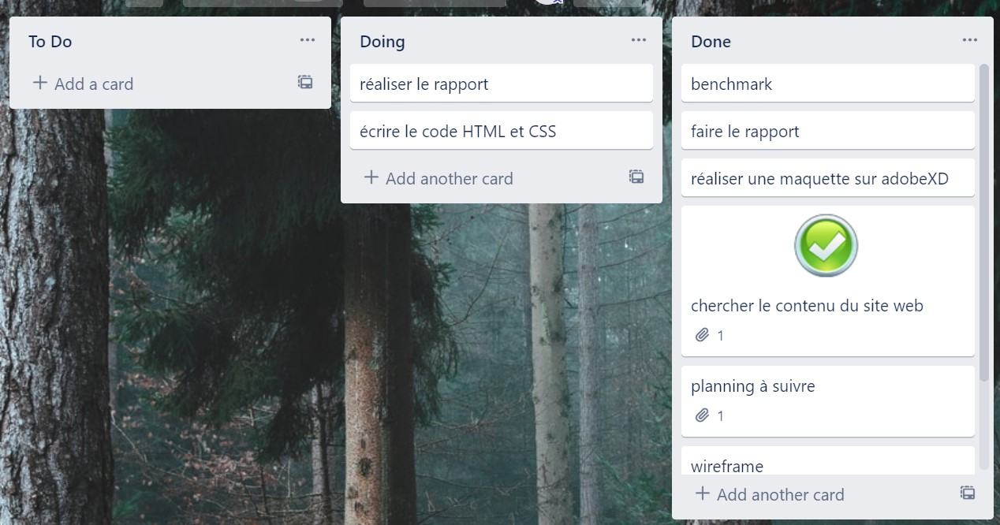 To Do
Add a card
Doing
réaliser le rapport
écrire le code HTML et CSS
Add another card
Done
benchmark
faire le rapport
réaliser une maquette sur adobeXD
chercher le contenu du site web
1
planning à suivre
1
wireframe
Add another card